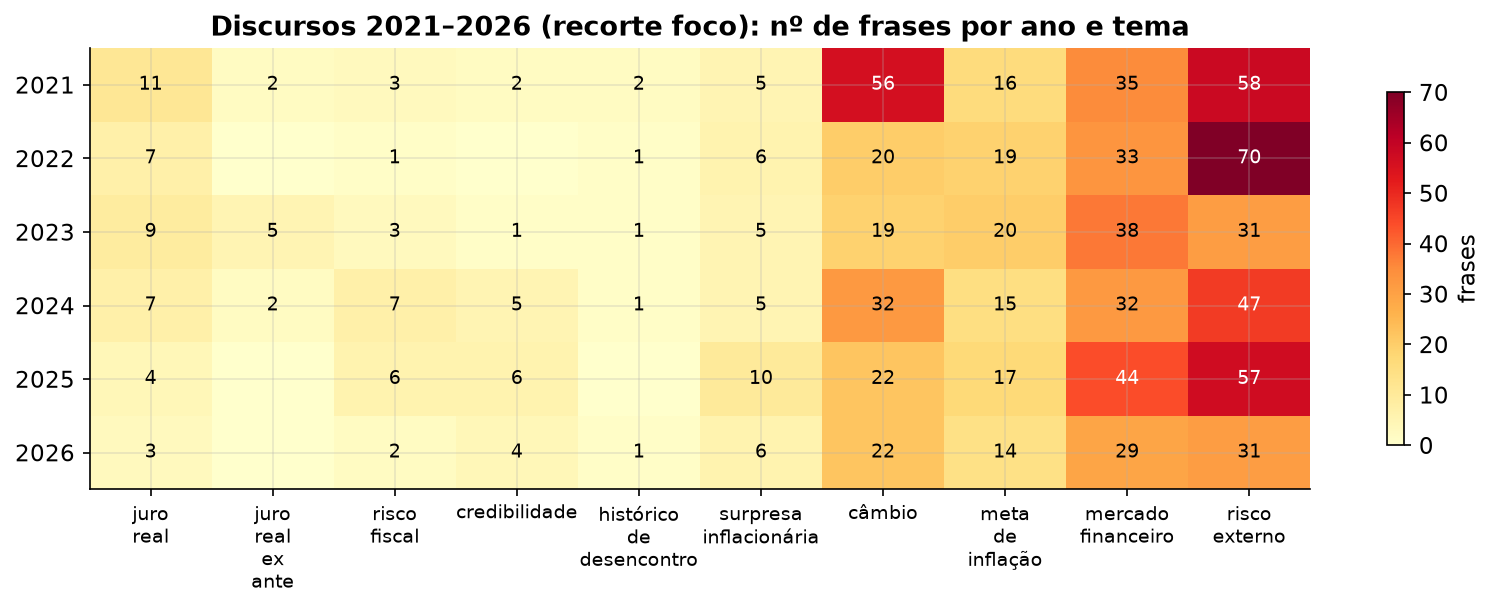 Discursos 2021–2026 (recorte foco): nº de frases por ano e tema
2021 11 2 3 2 2 5 56 16 35 58
2022 7 1 1 6 20 19 33 70
2023 9 5 3 1 1 5 19 20 38 31
2024 7 2 7 5 1 5 32 15 32 47
2025 4 6 6 10 22 17 44 57
2026 3 2 4 1 6 22 14 29 31
juro
real
juro
real
ex
ante
risco
fiscal
credibilidade
histórico
de
desencontro
surpresa
inflacionária
câmbio
meta
de
inflação
mercado
financeiro
risco
externo
70
60
50
40
30
20
10
0
frases